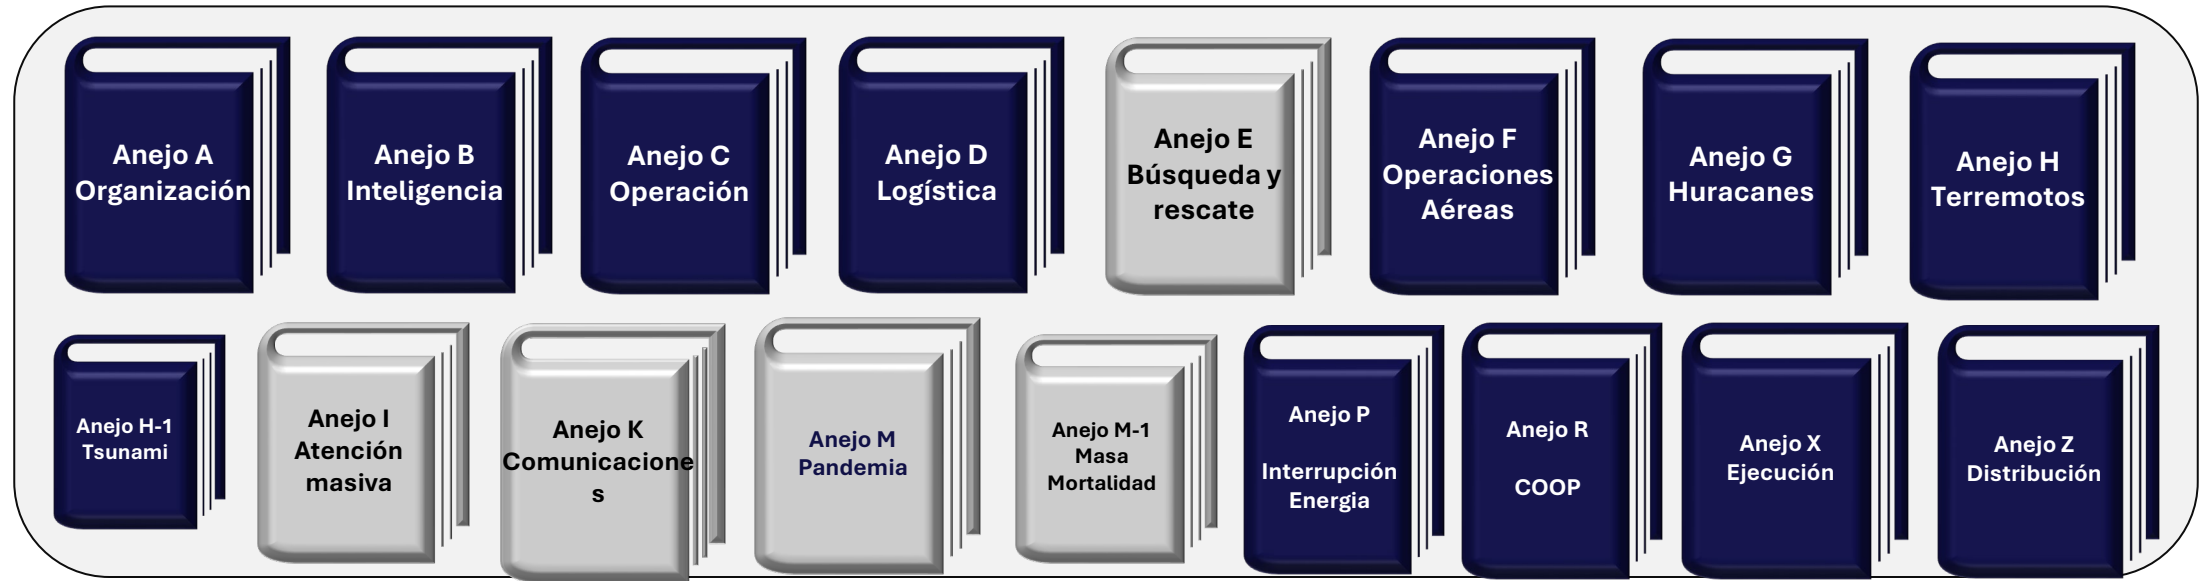 Anejo A
Organización
Anejo B
Inteligencia
Anejo C
Operación
Anejo D
Logística
Anejo E
Búsqueda y
rescate
Anejo F
Operaciones
Aéreas
Anejo G
Huracanes
Anejo H
Terremotos
Anejo H-1
Tsunami
Anejo I
Atención
masiva
Anejo K
Comunicacione
s
Anejo M
Pandemia
Anejo M-1
Masa
Mortalidad
Anejo P
Interrupción
Energia
Anejo R
COOP
Anejo X
Ejecución
Anejo Z
Distribución